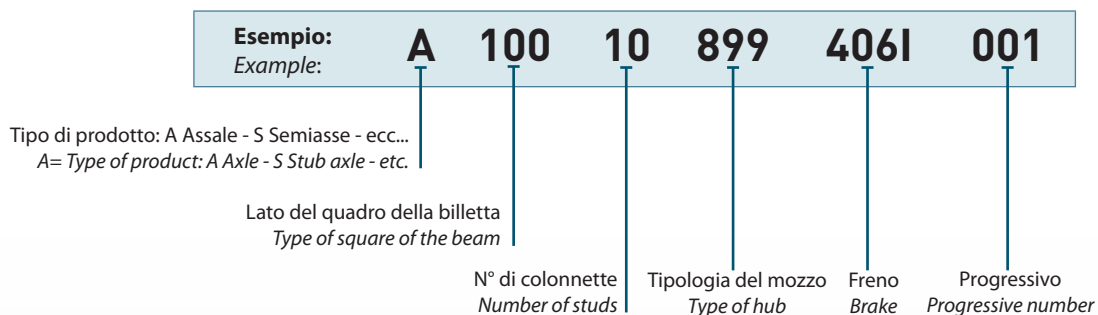 Esempio:
Example:
A 100 10 899 406I 001
Tipo di prodotto: A Assale - S Semiasse - ecc...
A= Type of product: A Axle - S Stub axle - etc.
Lato del quadro della billetta
Type of square of the beam
N° di colonnette
Number of studs
Tipologia del mozzo
Type of hub
Freno
Brake
Progressivo
Progressive number